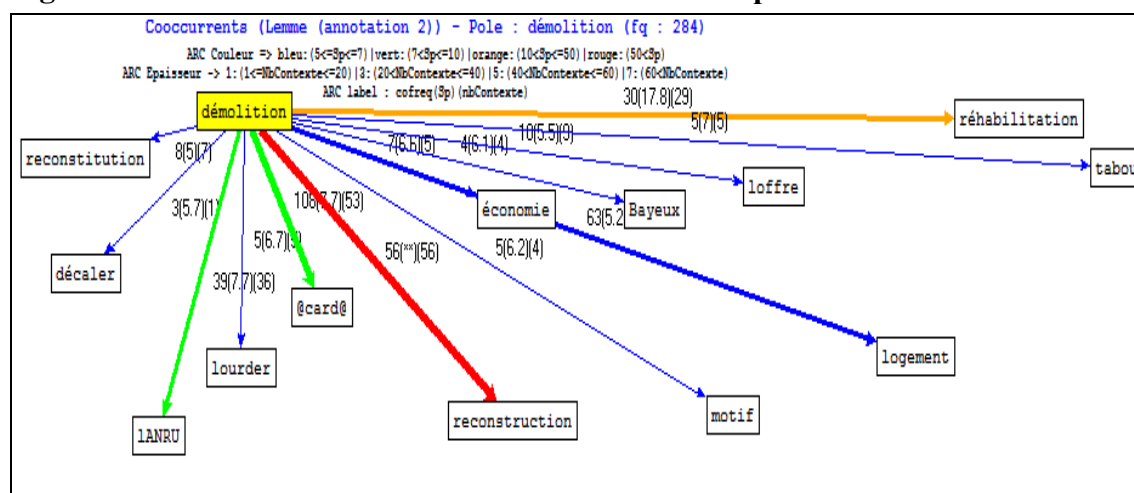 Cooccurrents (Lemme (annotation 2)) - Pole : démolition (fq : 284)
ARC Couleur => bleu:(5<=Sp<=7)|vert:(7<Sp<=10)|orange:(10<Sp<=50)|rouge:(50<Sp)
ARC Epaisseur -> 1:(1<=NbContexte<=20)|3:(20<NbContexte<=40)|5:(40<NbContexte<=60)|7:(60<NbContexte)
ARC label : cofreq(Sp)(nbContexte)
30(17.8)(29)
démolition
5(7)(5)
réhabilitation
10(5.5)(9)
7(6.6)(5)
4(6.1)(4)
reconstitution
8(5)(7)
tabou
loffre
3(5.7)(1)
108(7.7)(53)
économie
Bayeux
63(5.2
5(6.7)
56(**)(56)
5(6.2)(4)
décaler
39(7.7)(36)
@card@
lourder
logement
lANRU
reconstruction
motif